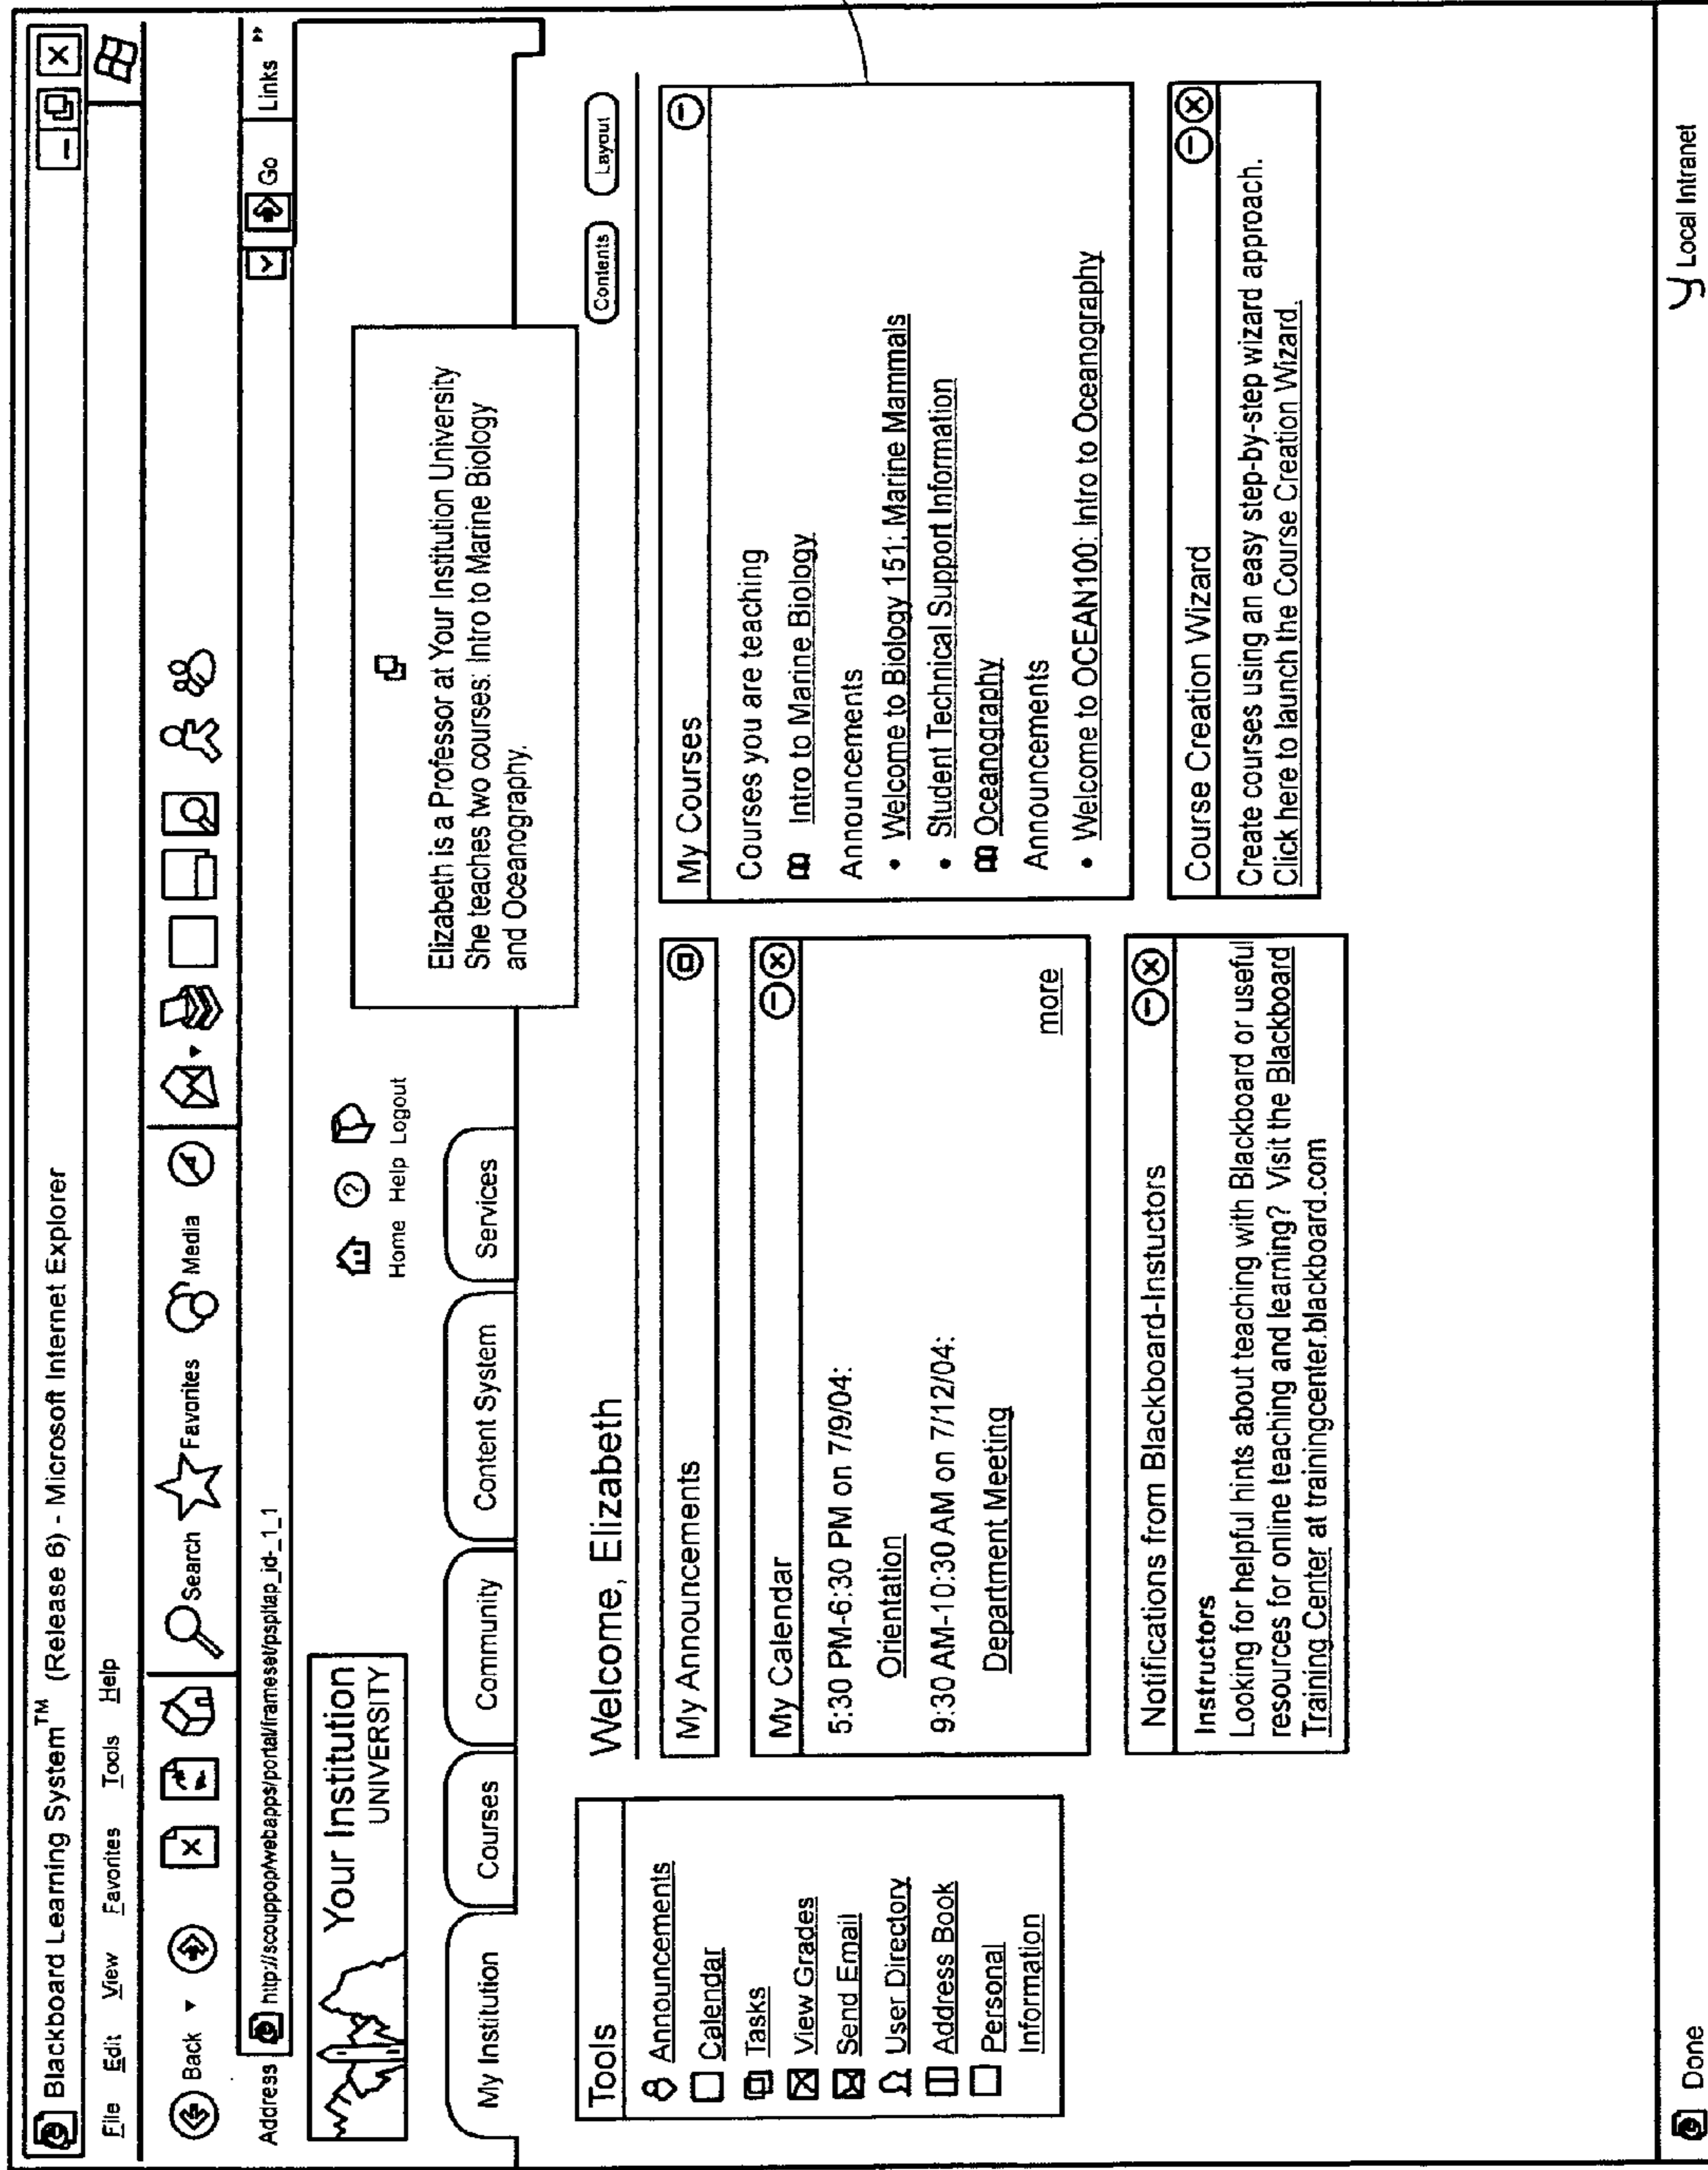 Blackboard Learning System™ (Release 6) - Microsoft Internet Explorer
File Edit View Favorites Tools Help
Back Search Favorites Media
Address http://scouppop/webapps/portal/frameset/pspltap_id-_1_1 Go Links »
Your Institution
UNIVERSITY
Home Help Logout
Elizabeth is a Professor at Your Institution University
She teaches two courses: Intro to Marine Biology
and Oceanography.
My Institution Courses Community Content System Services
Contents Layout
Welcome, Elizabeth
Tools
Announcements
Calendar
Tasks
View Grades
Send Email
User Directory
Address Book
Personal
Information
My Announcements
My Calendar
5:30 PM-6:30 PM on 7/9/04:
Orientation
9:30 AM-10:30 AM on 7/12/04:
Department Meeting
more
Notifications from Blackboard-Instuctors
Instructors
Looking for helpful hints about teaching with Blackboard or useful
resources for online teaching and learning? Visit the Blackboard
Training Center at trainingcenter.blackboard.com
My Courses
Courses you are teaching
Intro to Marine Biology
Announcements
• Welcome to Biology 151: Marine Mammals
• Student Technical Support Information
Oceanography
Announcements
• Welcome to OCEAN100: Intro to Oceanography
Course Creation Wizard
Create courses using an easy step-by-step wizard approach.
Click here to launch the Course Creation Wizard.
Done
Local Intranet